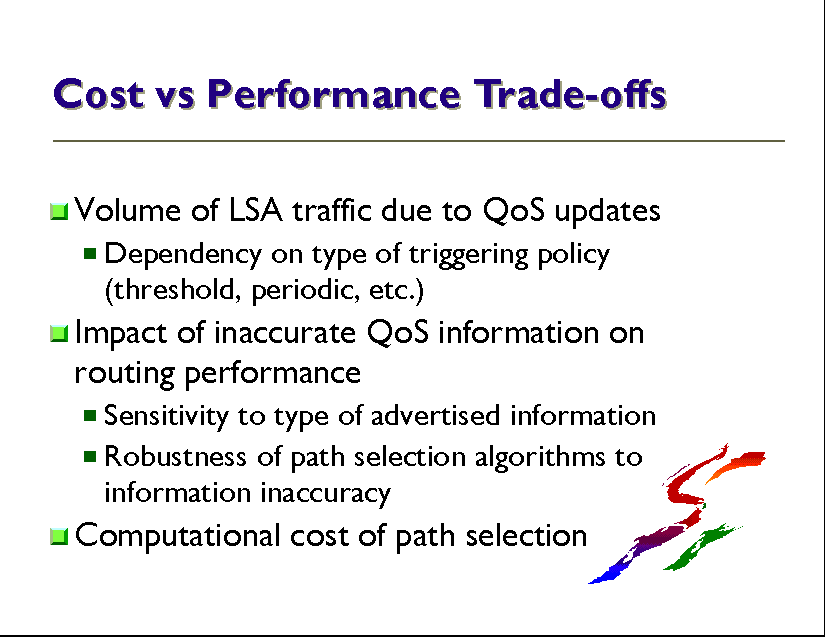 Cost vs Performance Trade-offs
Volume of LSA traffic due to QoS updates
Dependency on type of triggering policy
(threshold, periodic, etc.)
Impact of inaccurate QoS information on
routing performance
Sensitivity to type of advertised information
Robustness of path selection algorithms to
information inaccuracy
Computational cost of path selection